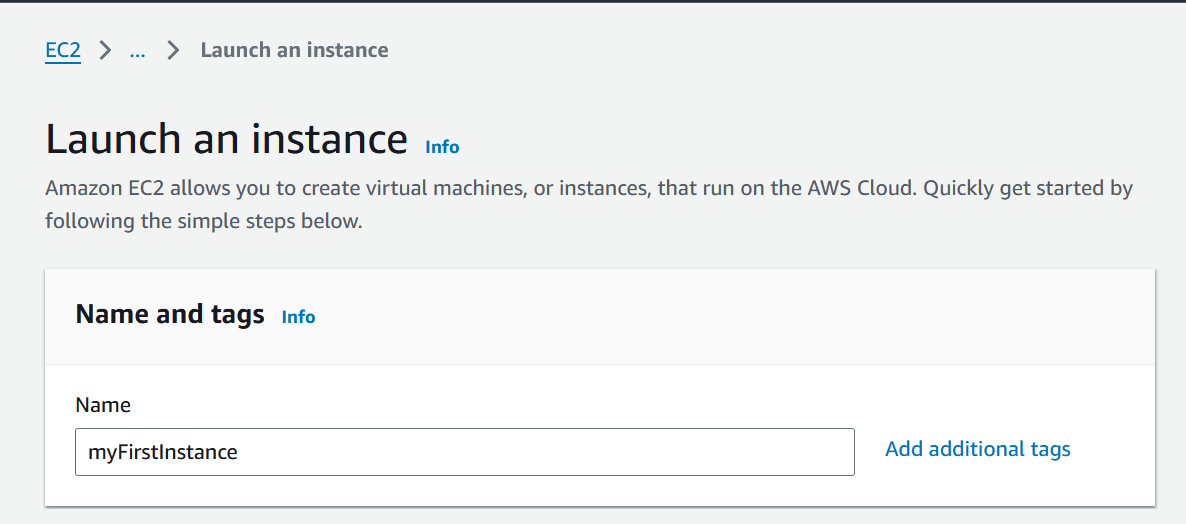 EC2 > ... > Launch an instance
Launch an instance Info
Amazon EC2 allows you to create virtual machines, or instances, that run on the AWS Cloud. Quickly get started by
following the simple steps below.
Name and tags Info
Name
myFirstInstance Add additional tags